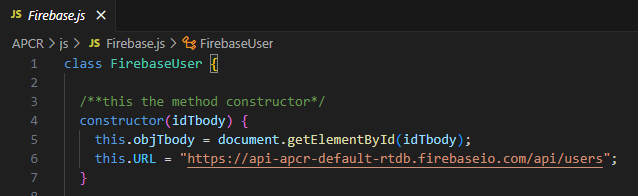 JS Firebase.js ×
APCR > js > JS Firebase.js > FirebaseUser
1 class FirebaseUser {
2
3 /**this the method constructor*/
4 constructor(idTbody) {
5 this.objTbody = document.getElementById(idTbody);
6 this.URL = "https://api-apcr-default-rtdb.firebaseio.com/api/users";
7 }